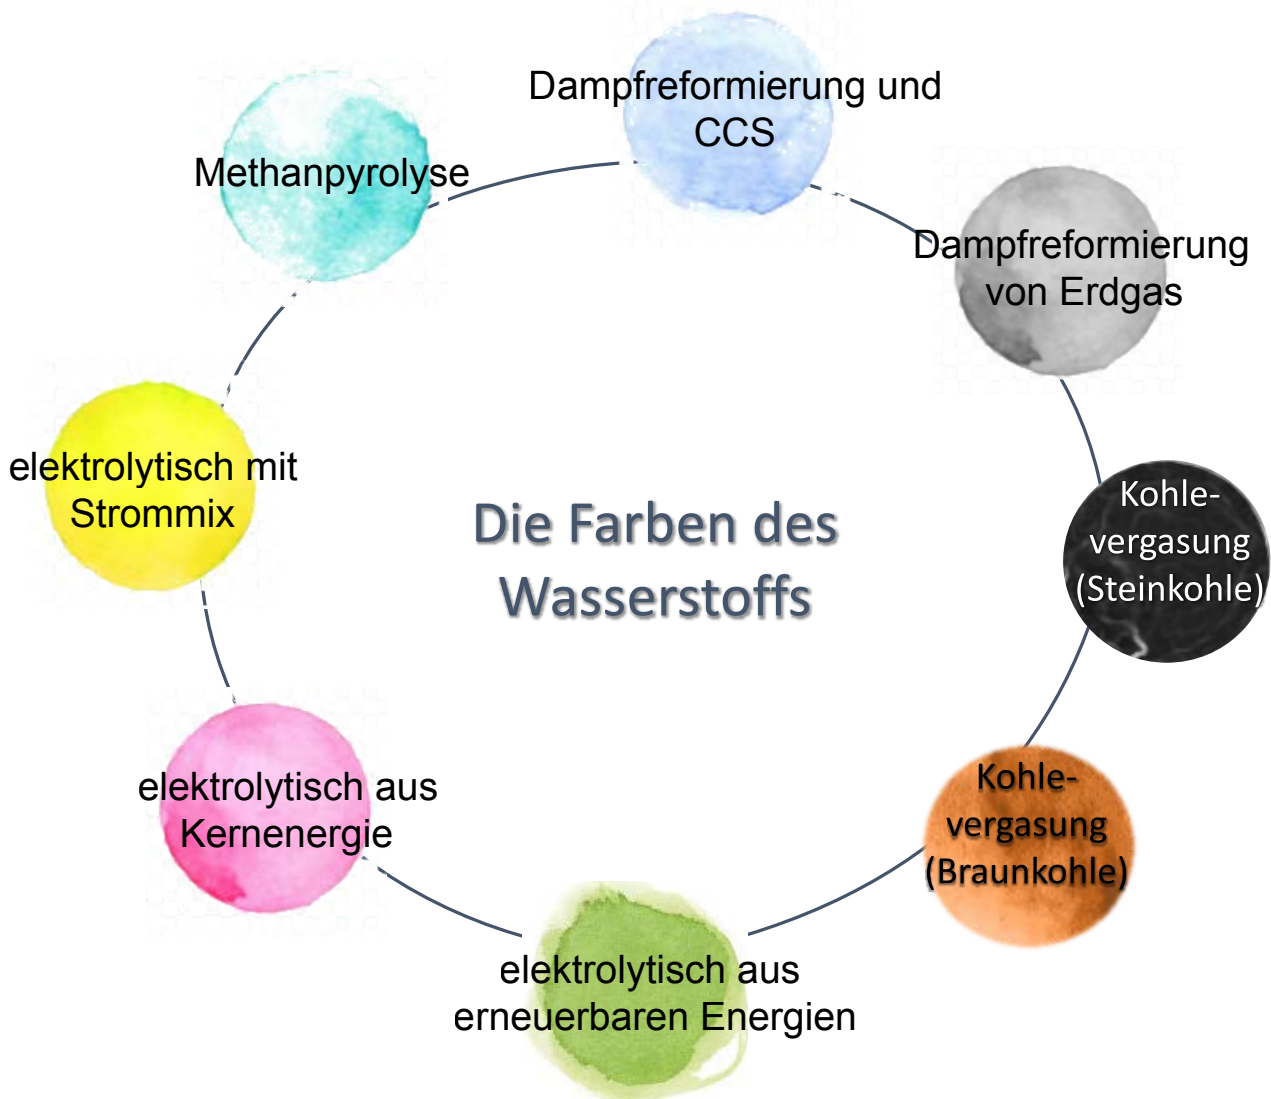 Dampfreformierung und
CCS
Methanpyrolyse
Dampfreformierung
von Erdgas
elektrolytisch mit
Strommix
Die Farben des
Wasserstoffs
Kohle-
vergasung
(Steinkohle)
elektrolytisch aus
Kernenergie
Kohle-
vergasung
(Braunkohle)
elektrolytisch aus
erneuerbaren Energien